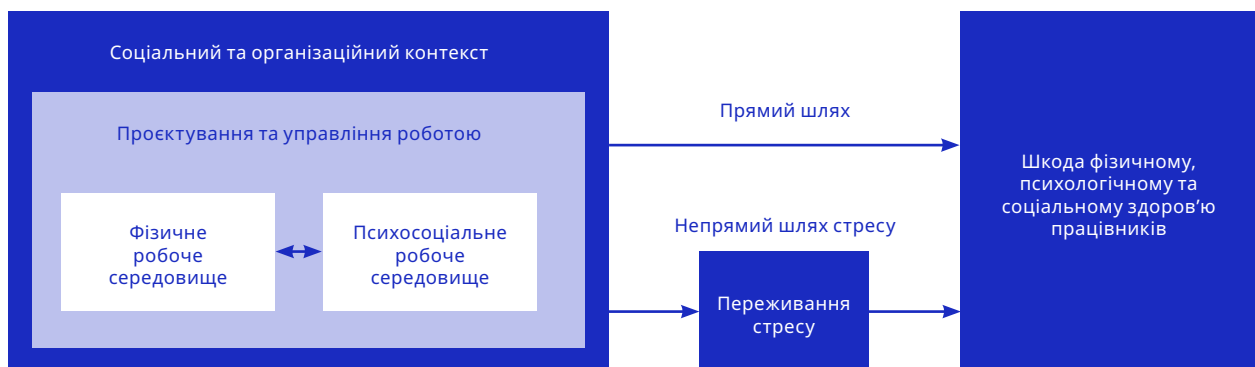 Соціальний та організаційний контекст
Проєктування та управління роботою
Фізичне
робоче
середовище
Психосоціальне
робоче
середовище
Прямий шлях
Непрямий шлях стресу
Переживання
стресу
Шкода фізичному,
психологічному та
соціальному здоров’ю
працівників